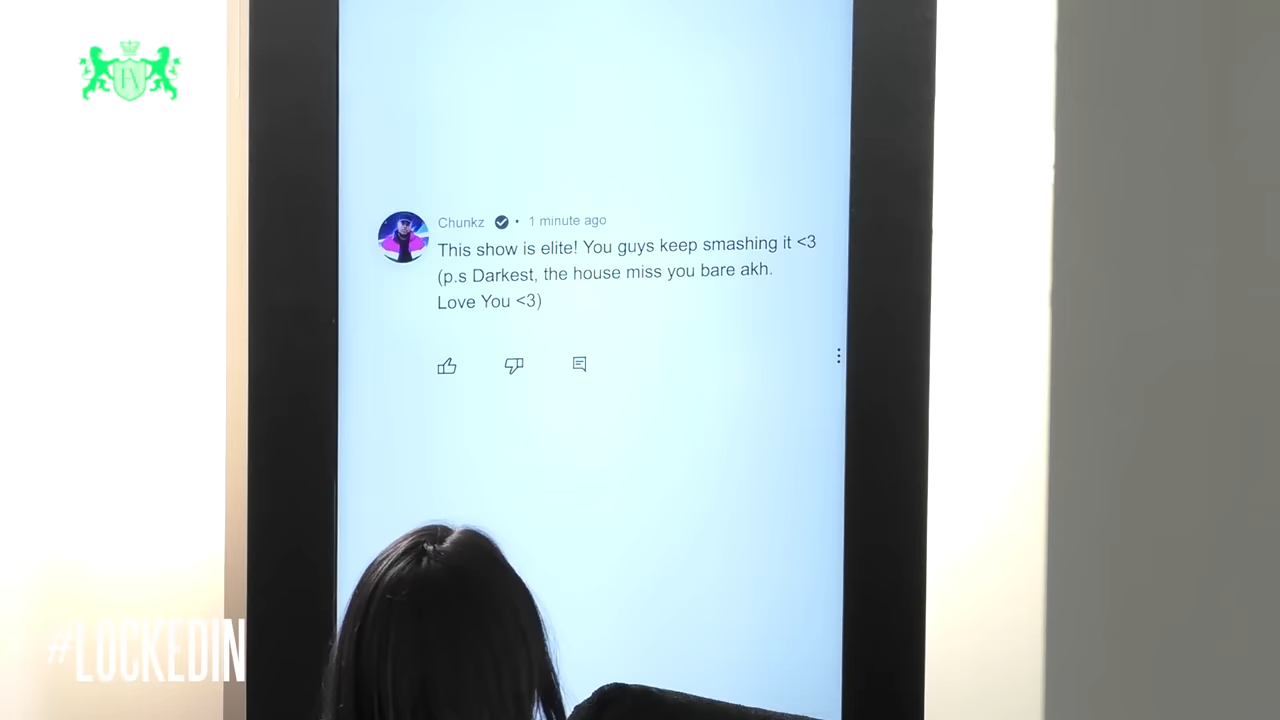 FN
Chunkz • 1 minute ago
This show is elite! You guys keep smashing it <3
(p.s Darkest, the house miss you bare akh.
Love You <3)
#LOCKEDIN